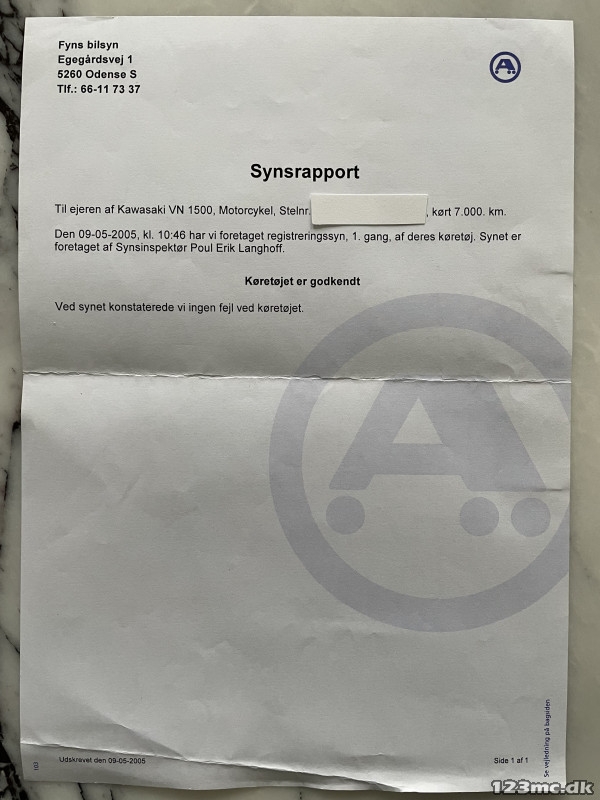 Fyns bilsyn
Egegårdsvej 1
5260 Odense S
Tlf.: 66-11 73 37
A
Synsrapport
Til ejeren af Kawasaki VN 1500, Motorcykel, Stelnr. , kørt 7.000. km.
Den 09-05-2005, kl. 10:46 har vi foretaget registreringssyn, 1. gang, af deres køretøj. Synet er
foretaget af Synsinspektør Poul Erik Langhoff.
Køretøjet er godkendt
Ved synet konstaterede vi ingen fejl ved køretøjet.
A
Udskrevet den 09-05-2005
Side 1 af 1
Se vejledning på bagsiden
123mc.dk